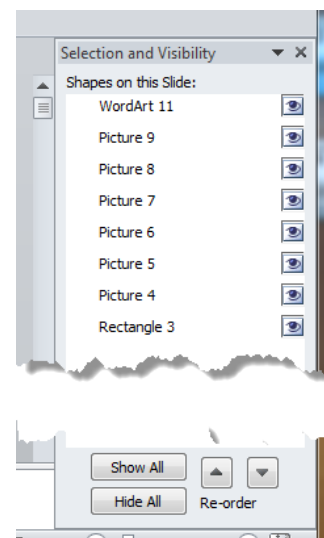 Selection and Visibility
Shapes on this Slide:
WordArt 11
Picture 9
Picture 8
Picture 7
Picture 6
Picture 5
Picture 4
Rectangle 3
Show All
Hide All
Re-order